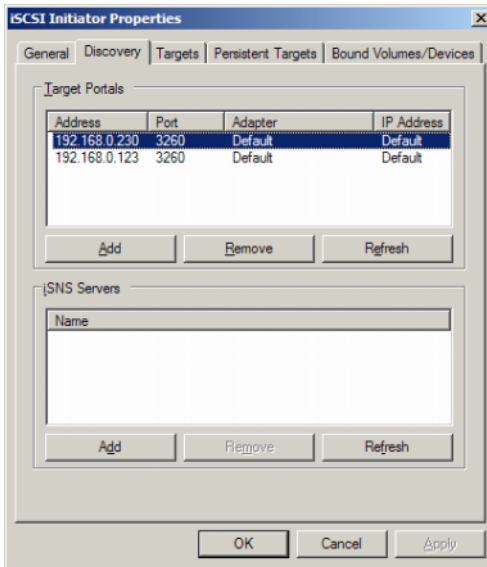 iSCSI Initiator Properties
General Discovery Targets Persistent Targets Bound Volumes/Devices
Target Portals
Address Port Adapter IP Address
192.168.0.230 3260 Default Default
192.168.0.123 3260 Default Default
Add Remove Refresh
iSNS Servers
Name
Add Remove Refresh
OK Cancel Apply